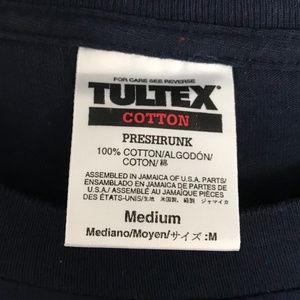 FOR CARE SEE REVERSE
TULTEX®
COTTON
PRESHRUNK
100% COTTON/ALGODÓN/
COTON/綿
ASSEMBLED IN JAMAICA OF U.S.A. PARTS/
ENSAMBLADO EN JAMAICA DE PARTES DE
U.S.A./ASSEMBLÉ AU JAMAÏQUE PIÈCES
DES ÉTATS-UNIS/生地 米国製, 縫製 ジャマイカ
Medium
Mediano/Moyen/サイズ:M